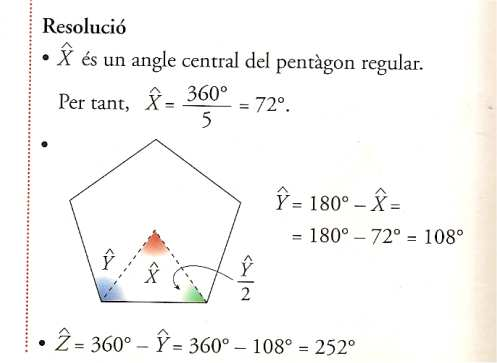 Resolució
• X̂ és un angle central del pentàgon regular.
Per tant, X̂ = 360°/5 = 72°.
•
Ŷ = 180° – X̂ =
= 180° – 72° = 108°
Ŷ
X̂
Ŷ/2
• Ẑ = 360° – Ŷ = 360° – 108° = 252°